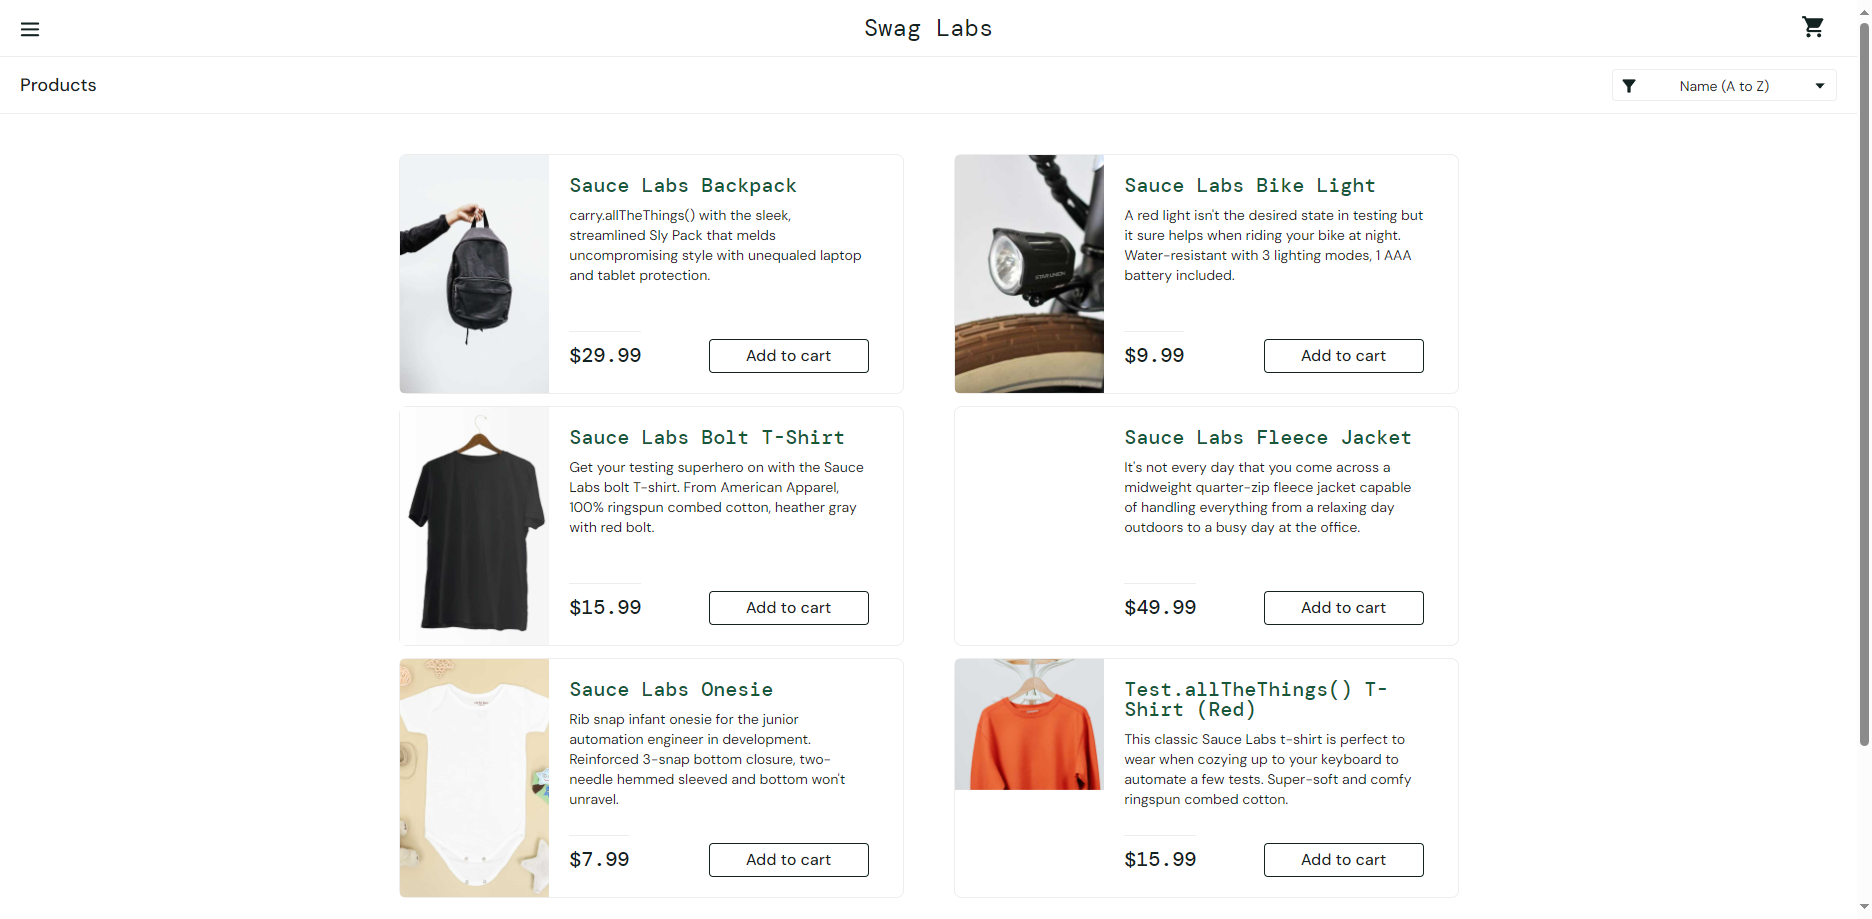 Swag Labs
Products
Name (A to Z)
Sauce Labs Backpack
carry.allTheThings() with the sleek,
streamlined Sly Pack that melds
uncompromising style with unequaled laptop
and tablet protection.
$29.99
Add to cart
Sauce Labs Bike Light
A red light isn't the desired state in testing but
it sure helps when riding your bike at night.
Water-resistant with 3 lighting modes, 1 AAA
battery included.
$9.99
Add to cart
Sauce Labs Bolt T-Shirt
Get your testing superhero on with the Sauce
Labs bolt T-shirt. From American Apparel,
100% ringspun combed cotton, heather gray
with red bolt.
$15.99
Add to cart
Sauce Labs Fleece Jacket
It's not every day that you come across a
midweight quarter-zip fleece jacket capable
of handling everything from a relaxing day
outdoors to a busy day at the office.
$49.99
Add to cart
Sauce Labs Onesie
Rib snap infant onesie for the junior
automation engineer in development.
Reinforced 3-snap bottom closure, two-
needle hemmed sleeved and bottom won't
unravel.
$7.99
Add to cart
Test.allTheThings() T-
Shirt (Red)
This classic Sauce Labs t-shirt is perfect to
wear when cozying up to your keyboard to
automate a few tests. Super-soft and comfy
ringspun combed cotton.
$15.99
Add to cart